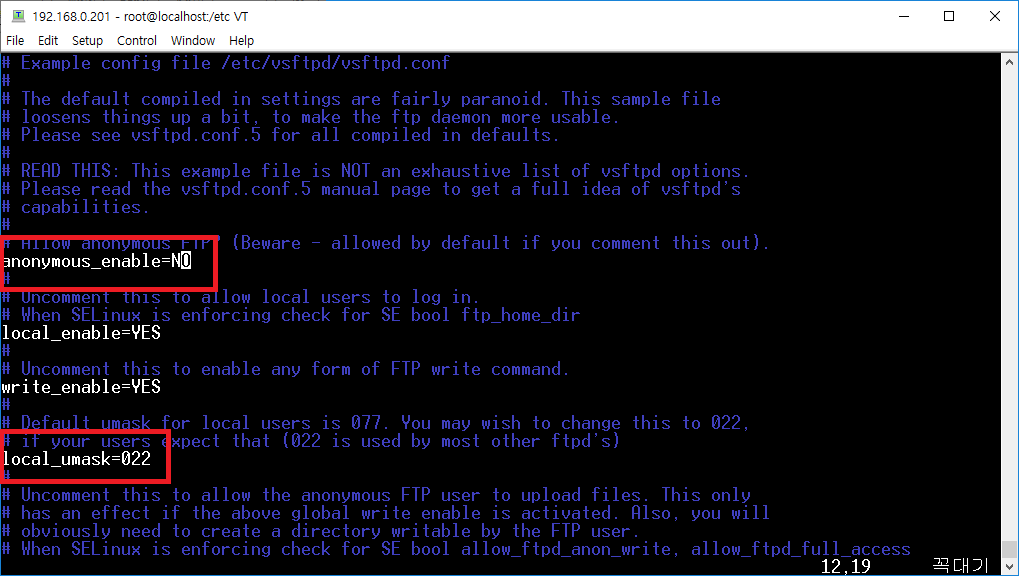 192.168.0.201 - root@localhost:/etc VT
File Edit Setup Control Window Help
# Example config file /etc/vsftpd/vsftpd.conf
#
# The default compiled in settings are fairly paranoid. This sample file
# loosens things up a bit, to make the ftp daemon more usable.
# Please see vsftpd.conf.5 for all compiled in defaults.
#
# READ THIS: This example file is NOT an exhaustive list of vsftpd options.
# Please read the vsftpd.conf.5 manual page to get a full idea of vsftpd's
# capabilities.
#
# Allow anonymous FTP? (Beware - allowed by default if you comment this out).
anonymous_enable=NO
#
# Uncomment this to allow local users to log in.
# When SELinux is enforcing check for SE bool ftp_home_dir
local_enable=YES
#
# Uncomment this to enable any form of FTP write command.
write_enable=YES
#
# Default umask for local users is 077. You may wish to change this to 022,
# if your users expect that (022 is used by most other ftpd's)
local_umask=022
#
# Uncomment this to allow the anonymous FTP user to upload files. This only
# has an effect if the above global write enable is activated. Also, you will
# obviously need to create a directory writable by the FTP user.
# When SELinux is enforcing check for SE bool allow_ftpd_anon_write, allow_ftpd_full_access
12,19 꼭대기